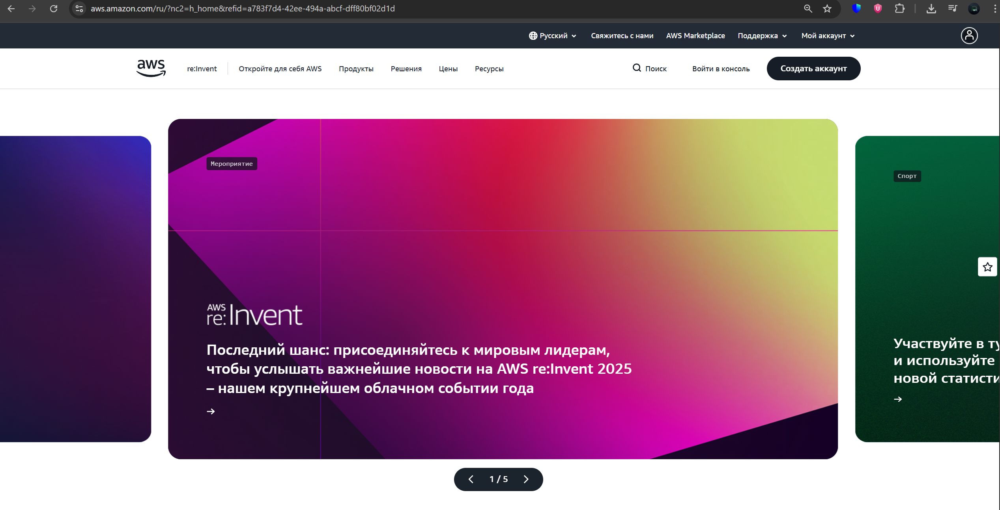 aws.amazon.com/ru/?nc2=h_home&refid=a783f7d4-42ee-494a-abcf-dff80bf02d1d
Русский Свяжитесь с нами AWS Marketplace Поддержка Мой аккаунт
aws re:Invent Откройте для себя AWS Продукты Решения Цены Ресурсы Поиск Войти в консоль Создать аккаунт
Мероприятие
AWS
re:Invent
Последний шанс: присоединяйтесь к мировым лидерам,
чтобы услышать важнейшие новости на AWS re:Invent 2025
– нашем крупнейшем облачном событии года
Спорт
Участвуйте в ту
и используйте
новой статисти
1 / 5